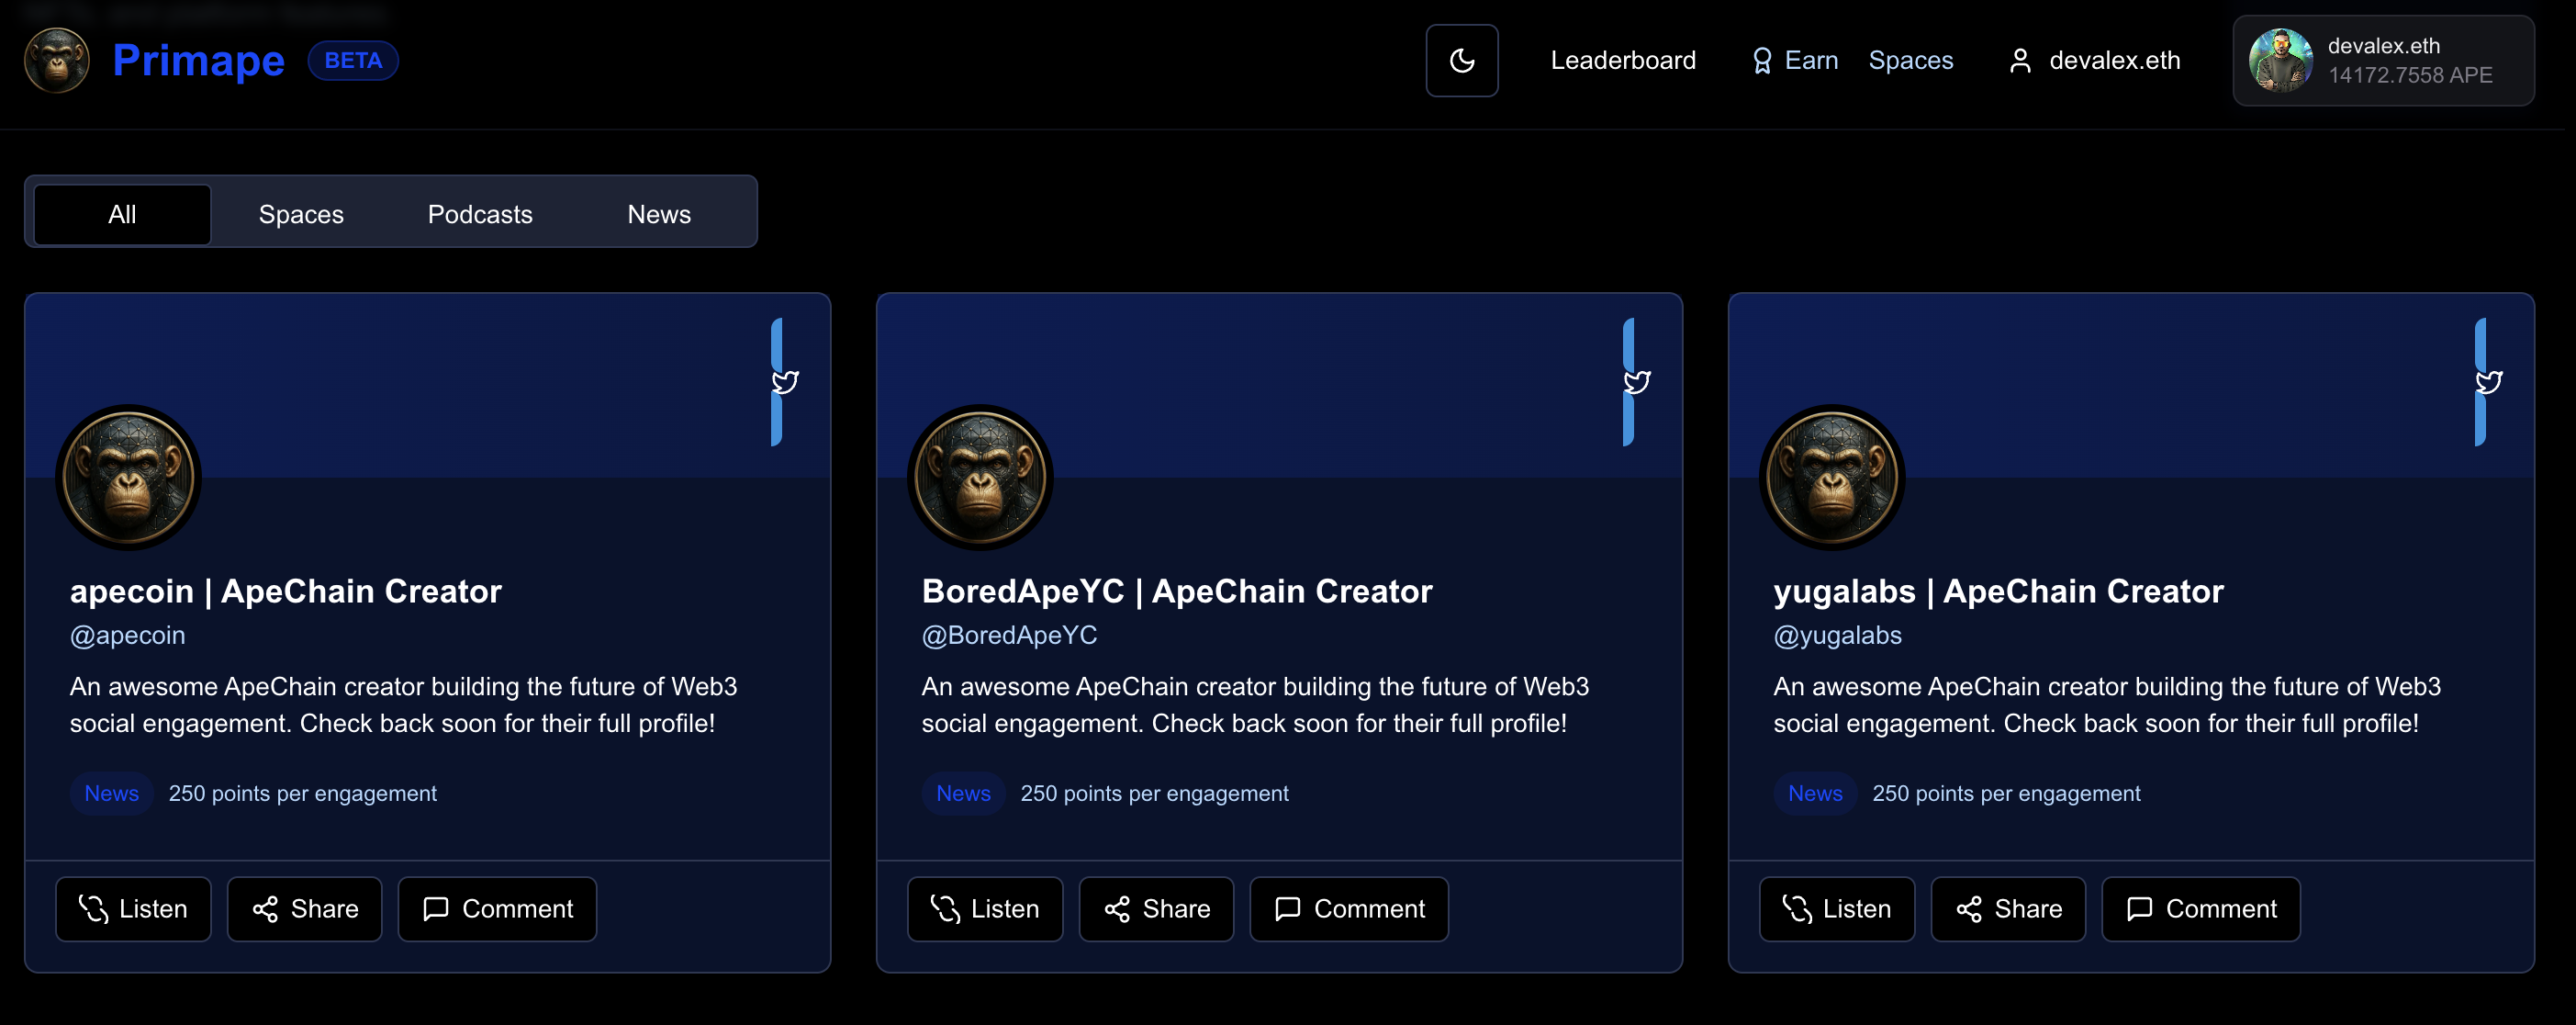 Primape BETA
Leaderboard Earn Spaces devalex.eth
devalex.eth
14172.7558 APE
All Spaces Podcasts News
apecoin | ApeChain Creator
@apecoin
An awesome ApeChain creator building the future of Web3
social engagement. Check back soon for their full profile!
News 250 points per engagement
Listen Share Comment
BoredApeYC | ApeChain Creator
@BoredApeYC
An awesome ApeChain creator building the future of Web3
social engagement. Check back soon for their full profile!
News 250 points per engagement
Listen Share Comment
yugalabs | ApeChain Creator
@yugalabs
An awesome ApeChain creator building the future of Web3
social engagement. Check back soon for their full profile!
News 250 points per engagement
Listen Share Comment